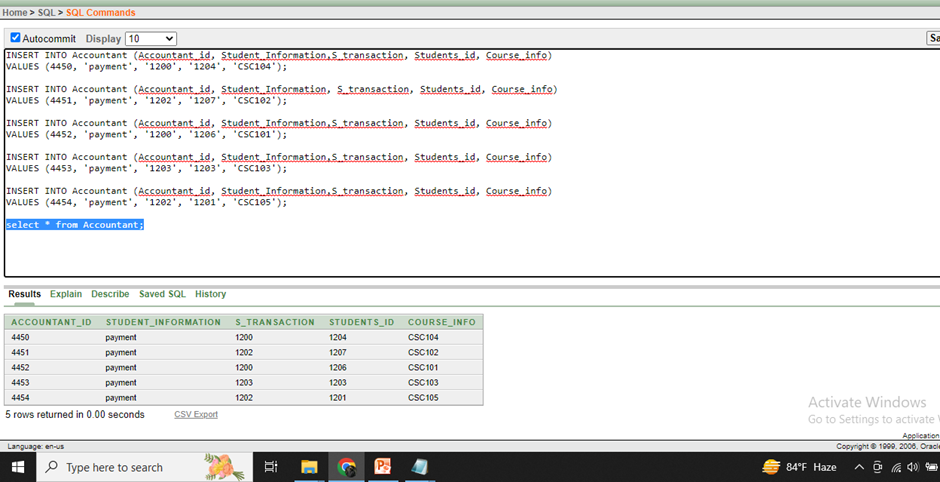 Home > SQL > SQL Commands
Autocommit Display 10
INSERT INTO Accountant (Accountant_id, Student_Information,S_transaction, Students_id, Course_info)
VALUES (4450, 'payment', '1200', '1204', 'CSC104');
INSERT INTO Accountant (Accountant_id, Student_Information, S_transaction, Students_id, Course_info)
VALUES (4451, 'payment', '1202', '1207', 'CSC102');
INSERT INTO Accountant (Accountant_id, Student_Information,S_transaction, Students_id, Course_info)
VALUES (4452, 'payment', '1200', '1206', 'CSC101');
INSERT INTO Accountant (Accountant_id, Student_Information,S_transaction, Students_id, Course_info)
VALUES (4453, 'payment', '1203', '1203', 'CSC103');
INSERT INTO Accountant (Accountant_id, Student_Information,S_transaction, Students_id, Course_info)
VALUES (4454, 'payment', '1202', '1201', 'CSC105');
select * from Accountant;
Results Explain Describe Saved SQL History
ACCOUNTANT_ID STUDENT_INFORMATION S_TRANSACTION STUDENTS_ID COURSE_INFO
4450 payment 1200 1204 CSC104
4451 payment 1202 1207 CSC102
4452 payment 1200 1206 CSC101
4453 payment 1203 1203 CSC103
4454 payment 1202 1201 CSC105
5 rows returned in 0.00 seconds CSV Export
Activate Windows
Go to Settings to activate
Application
Language: en-us Copyright © 1999, 2006, Oracle
Type here to search 84°F Haze